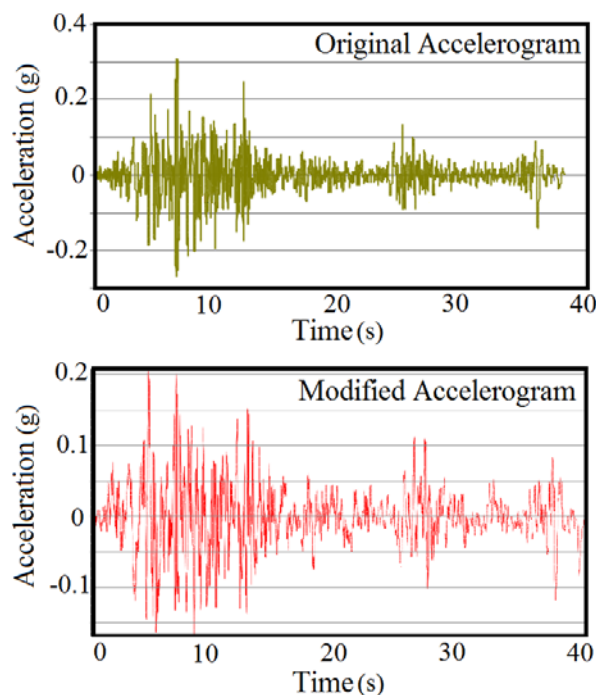 0.4
Original Accelerogram
0.2
0
-0.2
Acceleration (g)
0 10 20 30 40
Time (s)
0.2
Modified Accelerogram
0.1
0
-0.1
Acceleration (g)
0 10 20 30 40
Time (s)